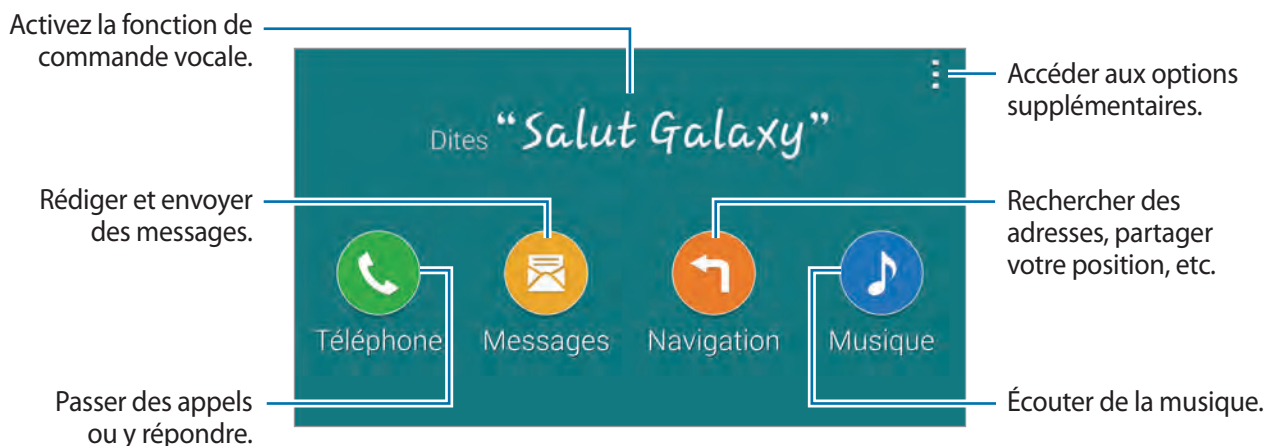 Activez la fonction de
commande vocale.
Accéder aux options
supplémentaires.
Dites “Salut Galaxy”
Rédiger et envoyer
des messages.
Rechercher des
adresses, partager
votre position, etc.
Téléphone Messages Navigation Musique
Passer des appels
ou y répondre.
Écouter de la musique.